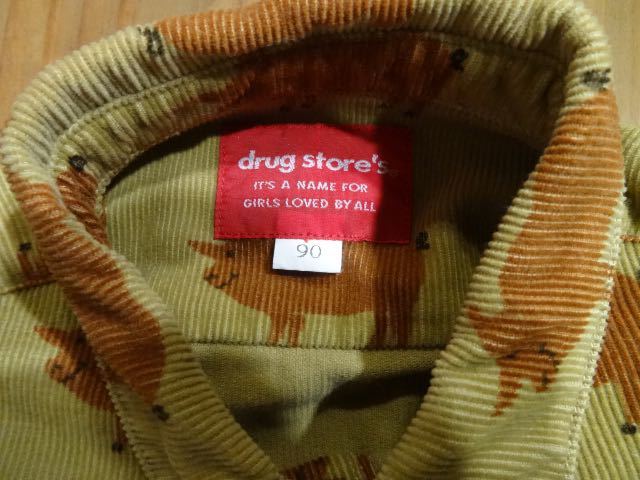 drug store's.
IT'S A NAME FOR
GIRLS LOVED BY ALL
90